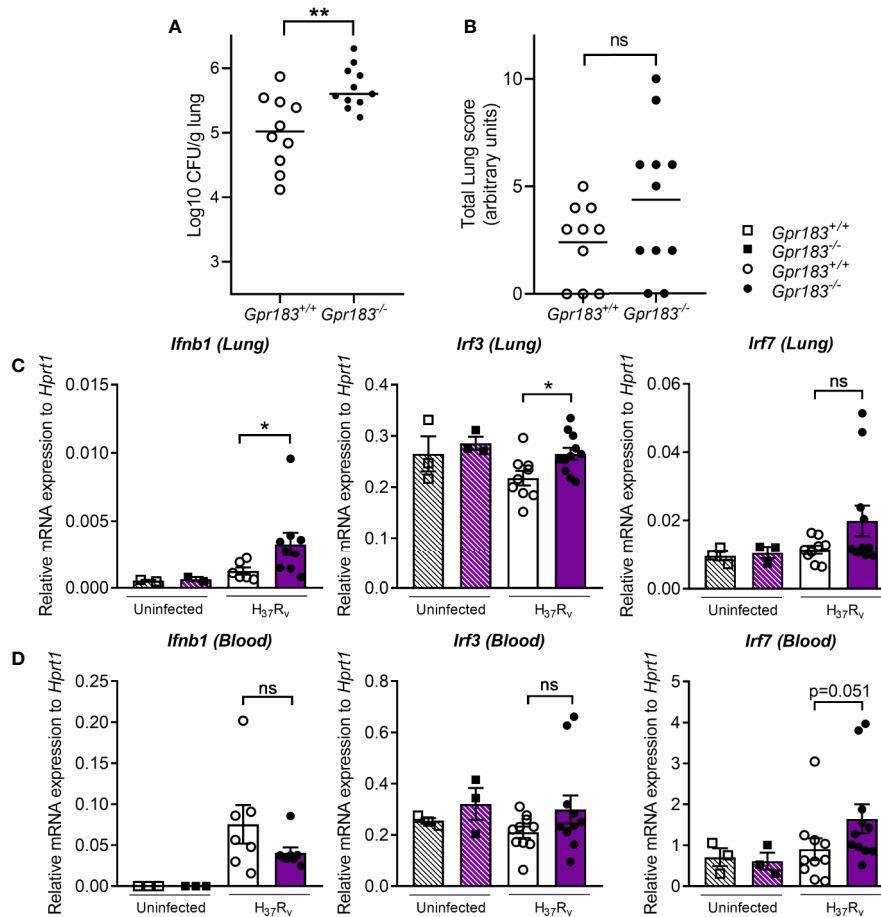 A
B
**
ns
Log10 CFU/g lung
6
5
4
3
Gpr183+/+ Gpr183-/-
Total Lung score
(arbitrary units)
10
5
0
Gpr183+/+ Gpr183-/-
Gpr183+/+
Gpr183-/-
Gpr183+/+
Gpr183-/-
C
Ifnb1 (Lung)
Relative mRNA expression to Hprt1
0.015
0.010
0.005
0.000
*
Uninfected
H37Rv
Irf3 (Lung)
Relative mRNA expression to Hprt1
0.4
0.3
0.2
0.1
0.0
*
Uninfected
H37Rv
Irf7 (Lung)
Relative mRNA expression to Hprt1
0.06
0.04
0.02
0.00
ns
Uninfected
H37Rv
D
Ifnb1 (Blood)
Relative mRNA expression to Hprt1
0.25
0.20
0.15
0.10
0.05
0.00
ns
Uninfected
H37Rv
Irf3 (Blood)
Relative mRNA expression to Hprt1
0.8
0.6
0.4
0.2
0.0
ns
Uninfected
H37Rv
Irf7 (Blood)
Relative mRNA expression to Hprt1
5
4
3
2
1
0
p=0.051
Uninfected
H37Rv